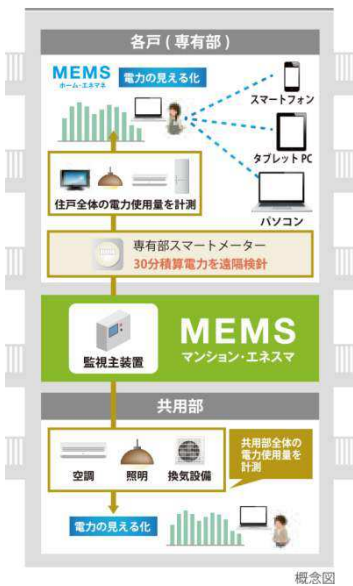 各戸(専有部)
MEMS
ホーム・エネマネ
電力の見える化
スマートフォン
タブレットPC
パソコン
住戸全体の電力使用量を計測
専有部スマートメーター
30分積算電力を遠隔検針
監視主装置
MEMS
マンション・エネスマ
共用部
空調
照明
換気設備
共用部全体の
電力使用量を
計測
電力の見える化
概念図